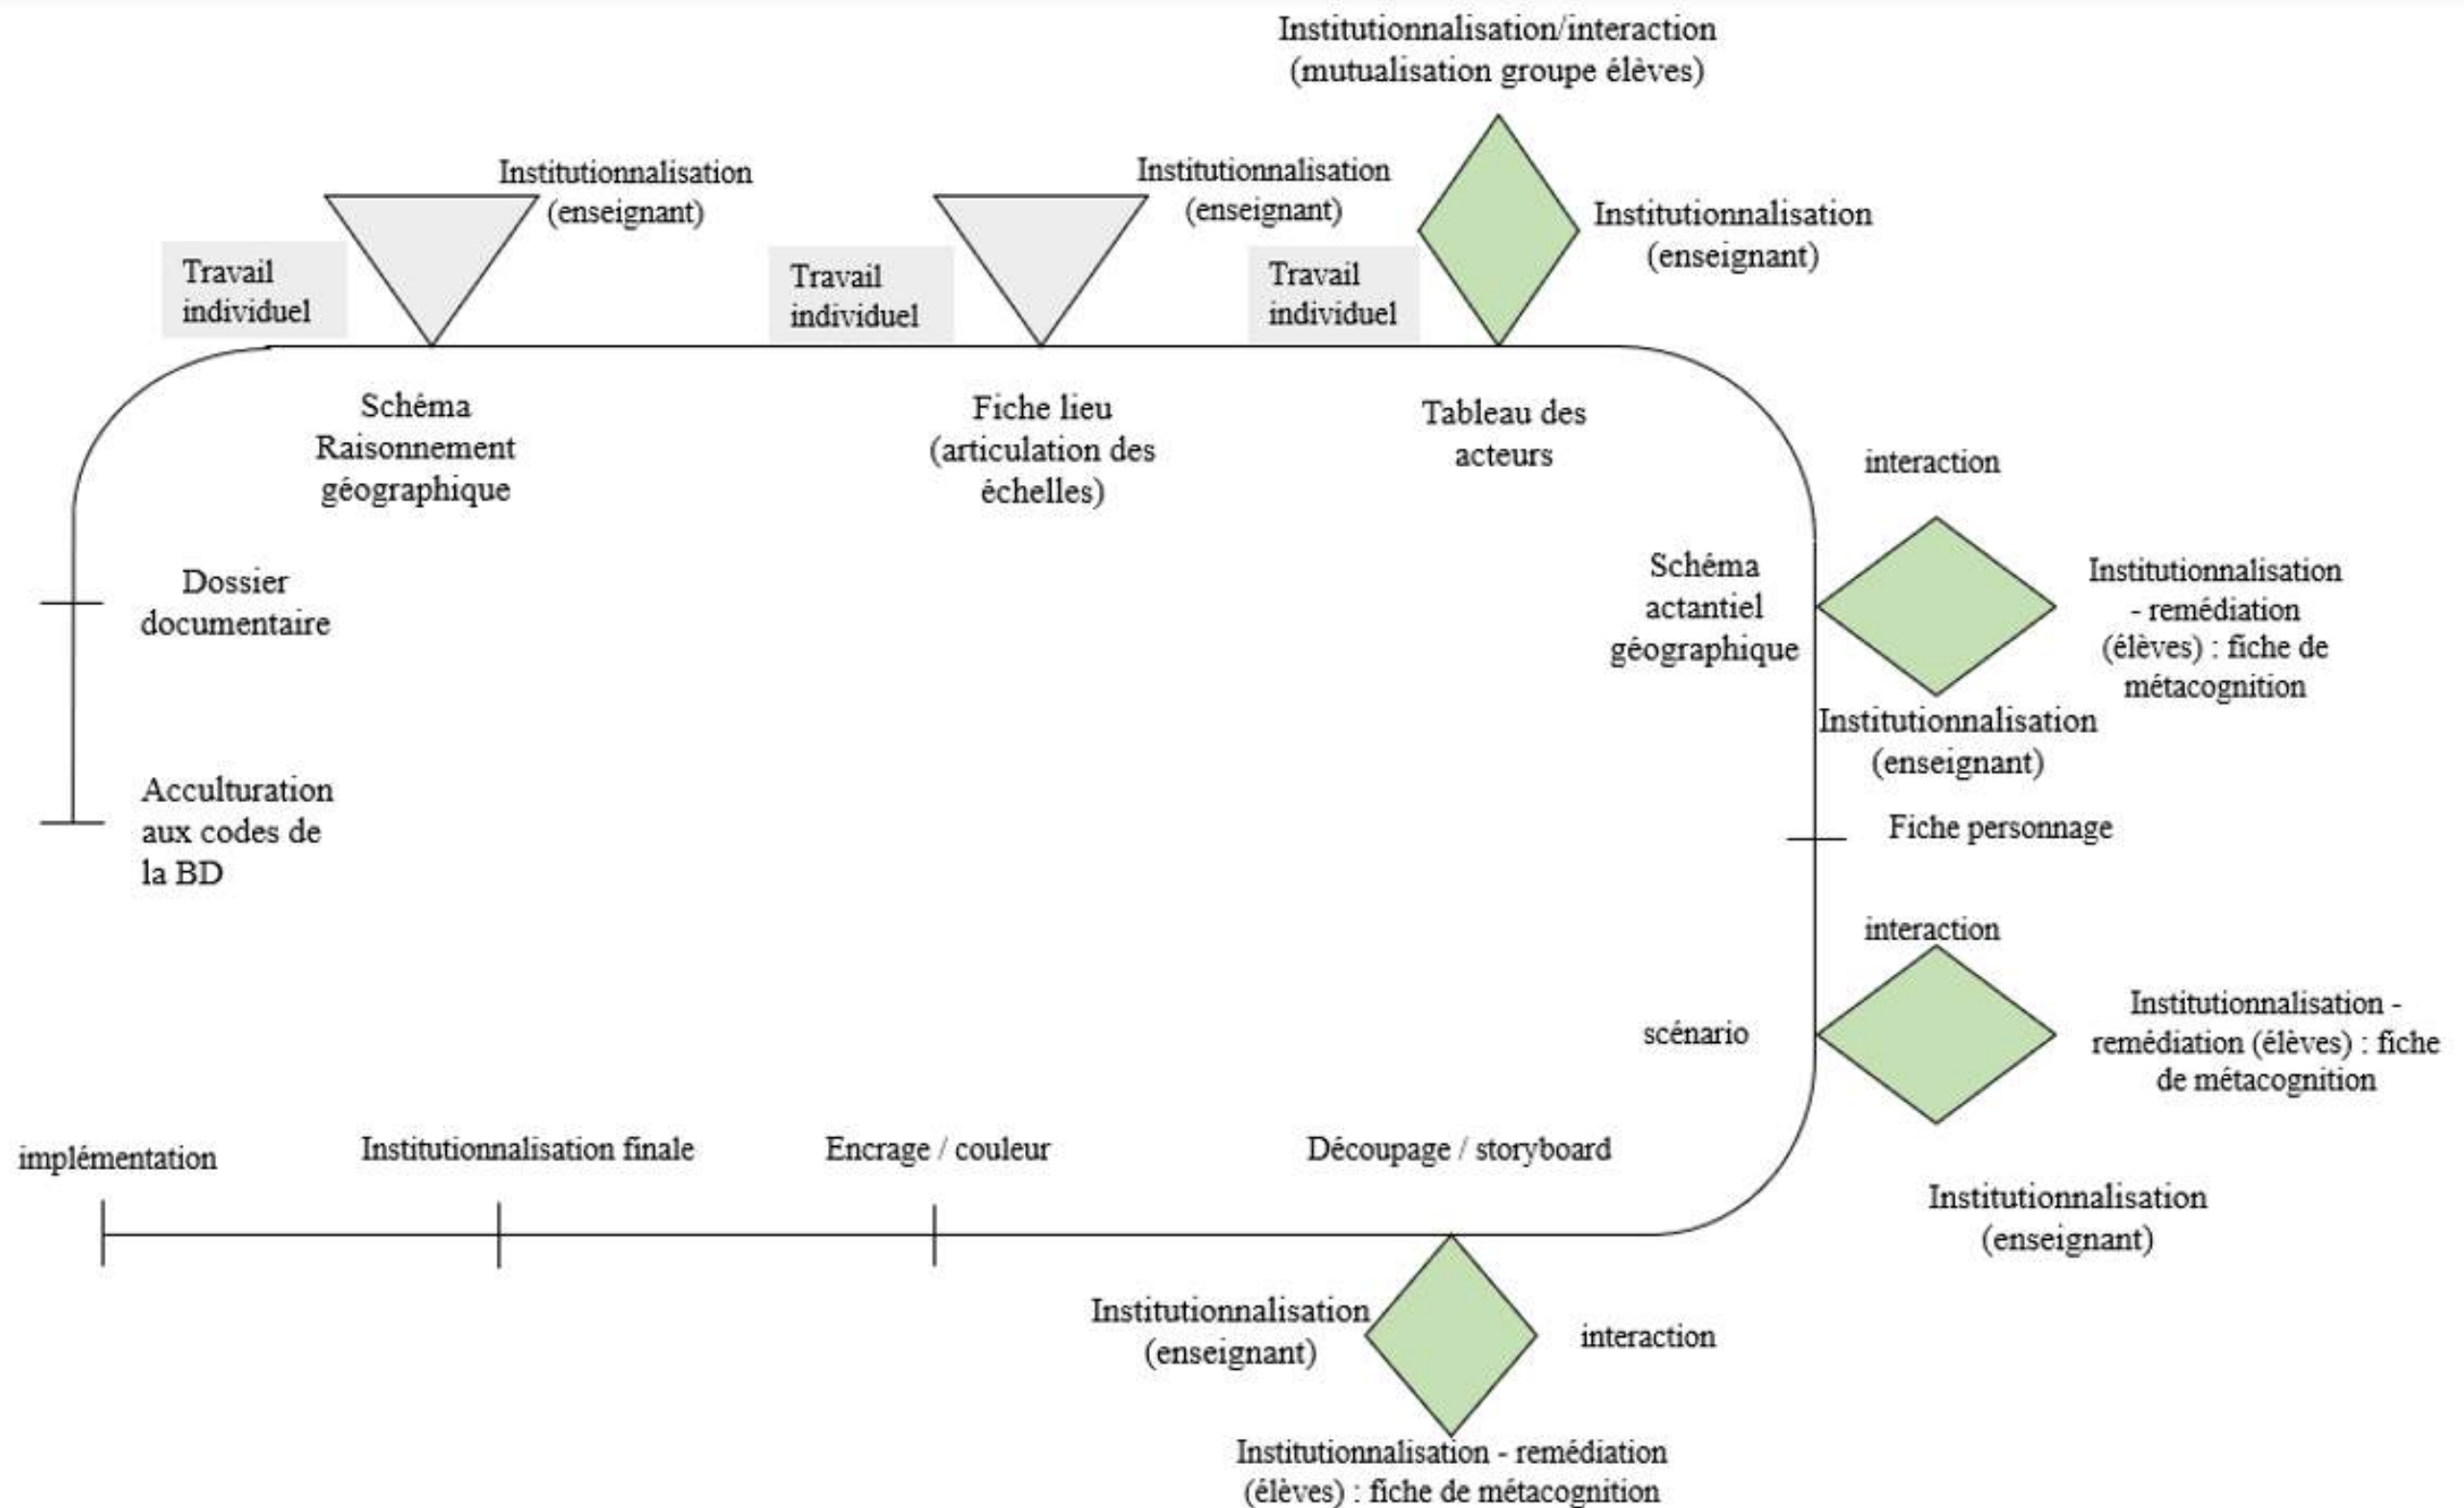 Institutionnalisation/interaction
(mutualisation groupe élèves)
Institutionnalisation
(enseignant)
Travail
individuel
Institutionnalisation
(enseignant)
Travail
individuel
Institutionnalisation
(enseignant)
Travail
individuel
Schéma
Raisonnement
géographique
Fiche lieu
(articulation des
échelles)
Tableau des
acteurs
interaction
Dossier
documentaire
Schéma
actantiel
géographique
Institutionnalisation
- remédiation
(élèves) : fiche de
métacognition
Institutionnalisation
(enseignant)
Acculturation
aux codes de
la BD
Fiche personnage
interaction
scénario
Institutionnalisation -
remédiation (élèves) : fiche
de métacognition
Institutionnalisation
(enseignant)
implémentation
Institutionnalisation finale
Encrage / couleur
Découpage / storyboard
Institutionnalisation
(enseignant)
interaction
Institutionnalisation - remédiation
(élèves) : fiche de métacognition